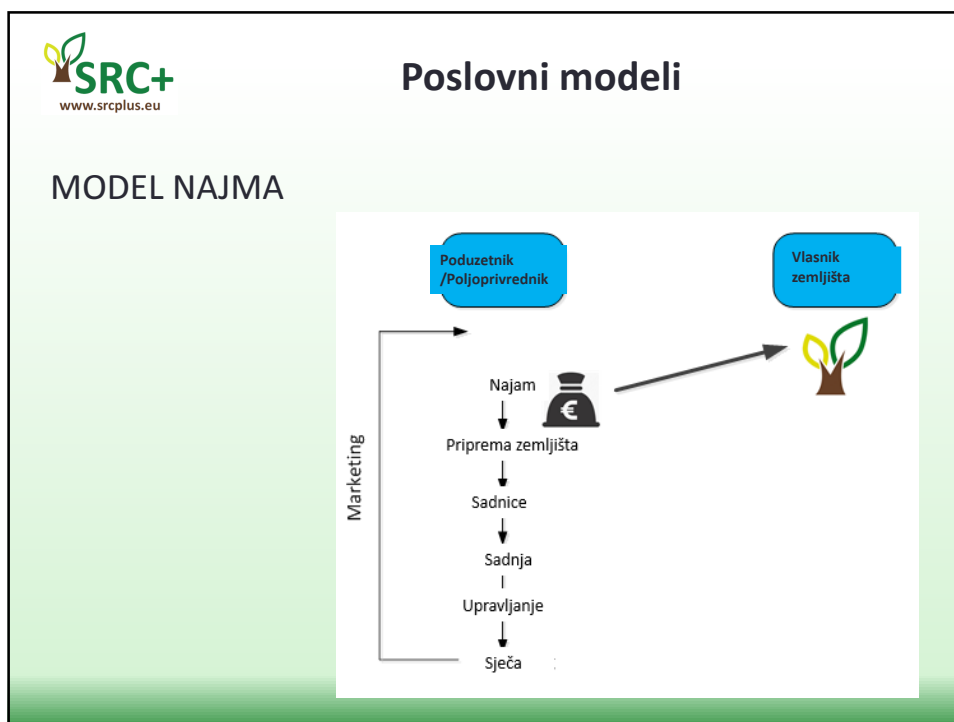 SRC+
www.srcplus.eu
Poslovni modeli
MODEL NAJMA
Poduzetnik
/Poljoprivrednik
Vlasnik
zemljišta
Najam
€
Priprema zemljišta
Sadnice
Sadnja
Upravljanje
Sječa
Marketing